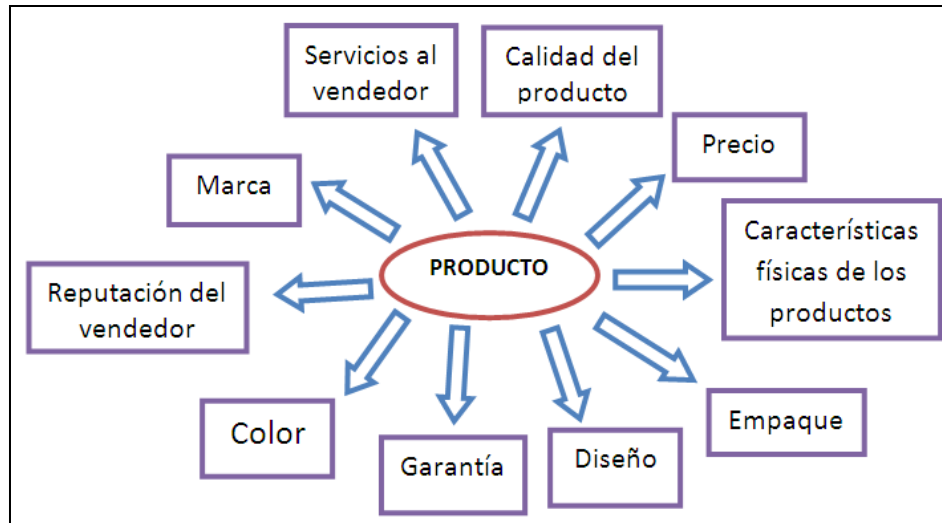 Servicios al
vendedor
Calidad del
producto
Precio
Marca
Características
físicas de los
productos
PRODUCTO
Reputación del
vendedor
Empaque
Color
Garantía
Diseño